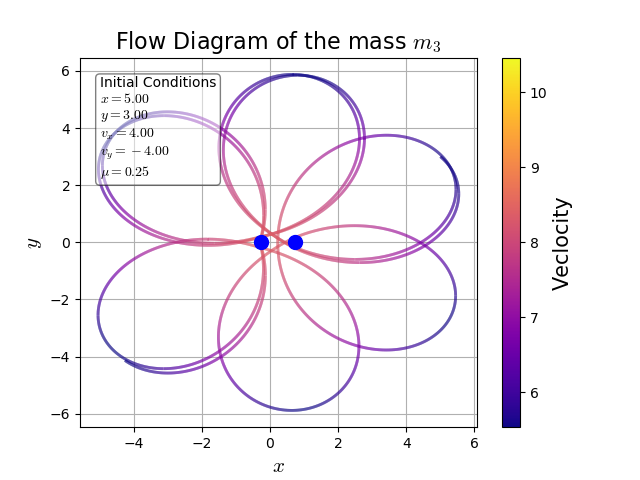 Flow Diagram of the mass m₃
Initial Conditions
x = 5.00
y = 3.00
vₓ = 4.00
v_y = −4.00
μ = 0.25
6
4
2
0
−2
−4
−6
y
−4
−2
0
2
4
6
x
10
9
8
7
6
Veclocity